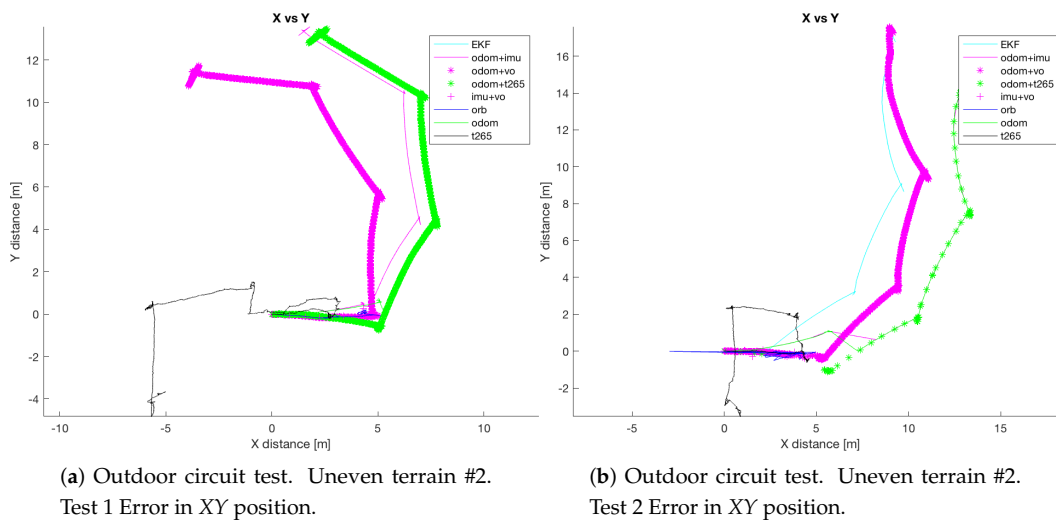 X vs Y
Y distance [m]
12
10
8
6
4
2
0
-2
-4
-10
-5
0
5
10
X distance [m]
EKF
odom+imu
odom+vo
odom+t265
imu+vo
orb
odom
t265
(a) Outdoor circuit test. Uneven terrain #2.
Test 1 Error in XY position.
X vs Y
Y distance [m]
16
14
12
10
8
6
4
2
0
-2
-5
0
5
10
15
X distance [m]
EKF
odom+imu
odom+vo
odom+t265
imu+vo
orb
odom
t265
(b) Outdoor circuit test. Uneven terrain #2.
Test 2 Error in XY position.